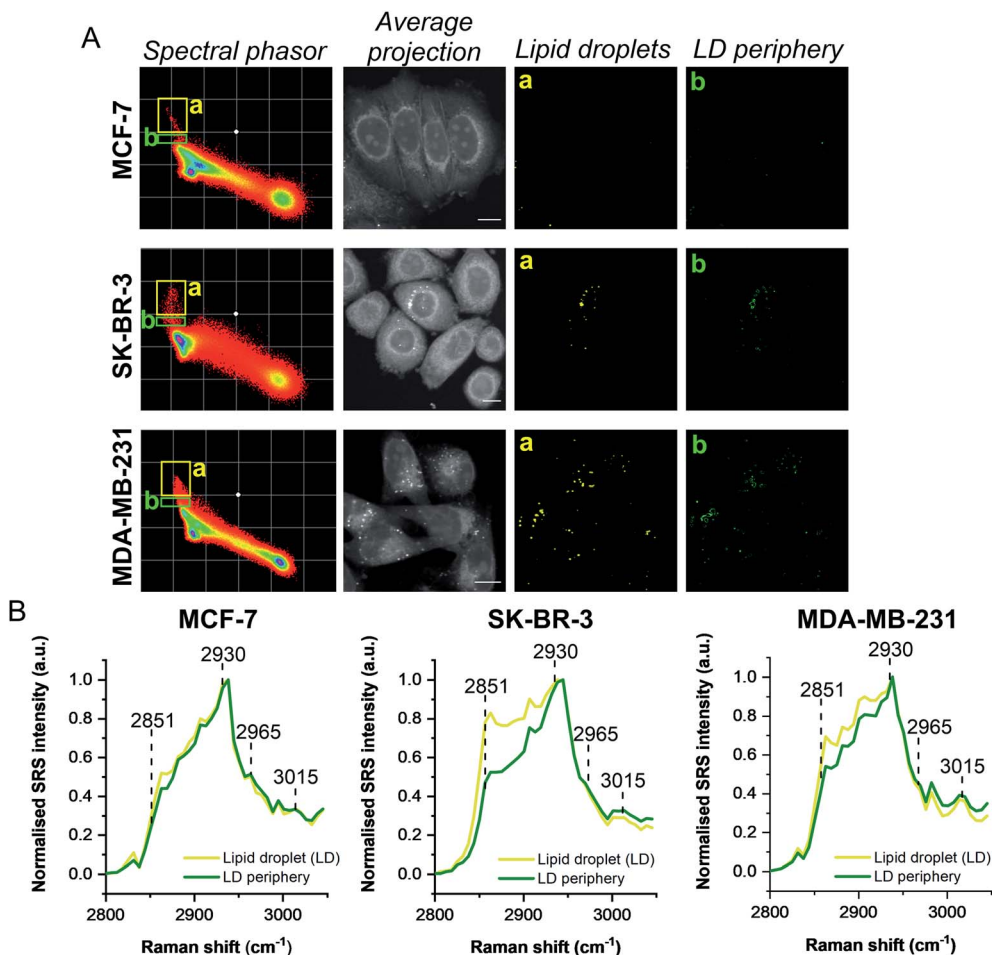 A
Spectral phasor
Average
projection
Lipid droplets
LD periphery
MCF-7
a
b
a
b
SK-BR-3
a
b
a
b
MDA-MB-231
a
b
a
b
B
MCF-7
Normalised SRS intensity (a.u.)
1.0
0.8
0.6
0.4
0.2
0.0
2851
2930
2965
3015
Lipid droplet (LD)
LD periphery
2800
2900
3000
Raman shift (cm⁻¹)
SK-BR-3
Normalised SRS intensity (a.u.)
1.0
0.8
0.6
0.4
0.2
0.0
2851
2930
2965
3015
Lipid droplet (LD)
LD periphery
2800
2900
3000
Raman shift (cm⁻¹)
MDA-MB-231
Normalised SRS intensity (a.u.)
1.0
0.8
0.6
0.4
0.2
0.0
2851
2930
2965
3015
Lipid droplet (LD)
LD periphery
2800
2900
3000
Raman shift (cm⁻¹)